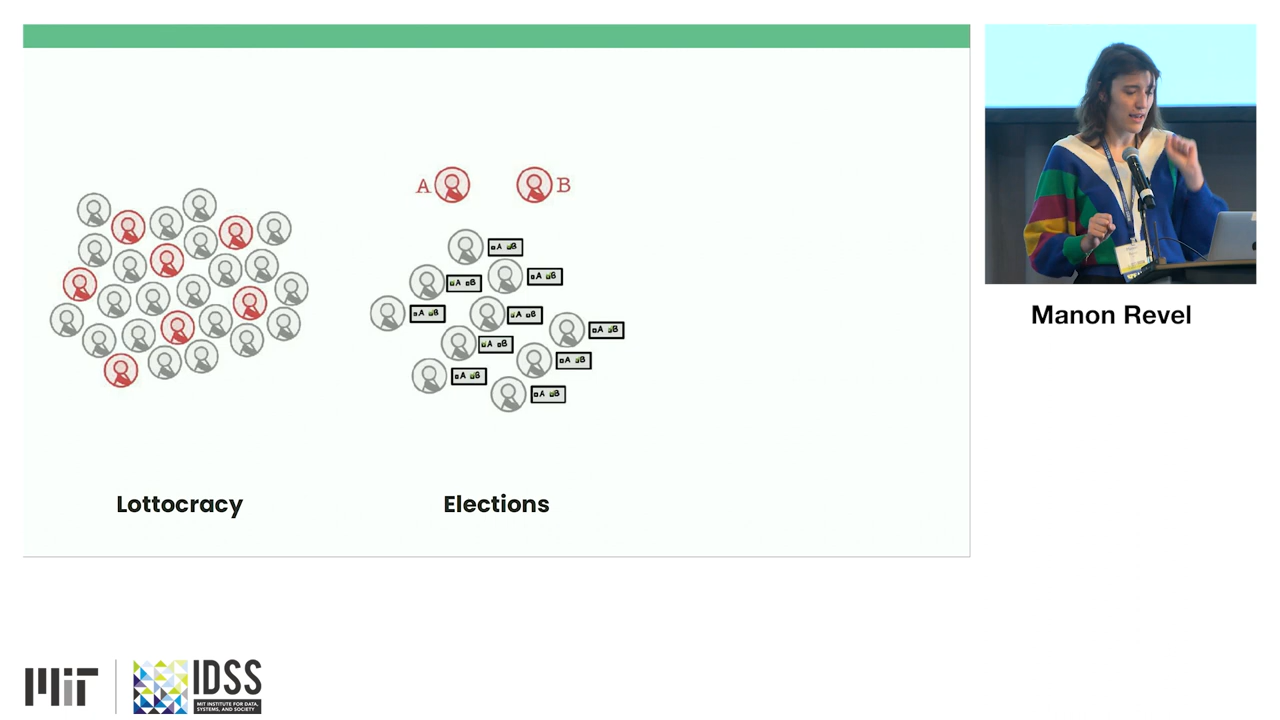 A
B
A B
A B
A B
A B
A B
A B
A B
A B
A B
A B
Lottocracy
Elections
Manon Revel
MIT
IDSS
MIT INSTITUTE FOR DATA,
SYSTEMS, AND SOCIETY